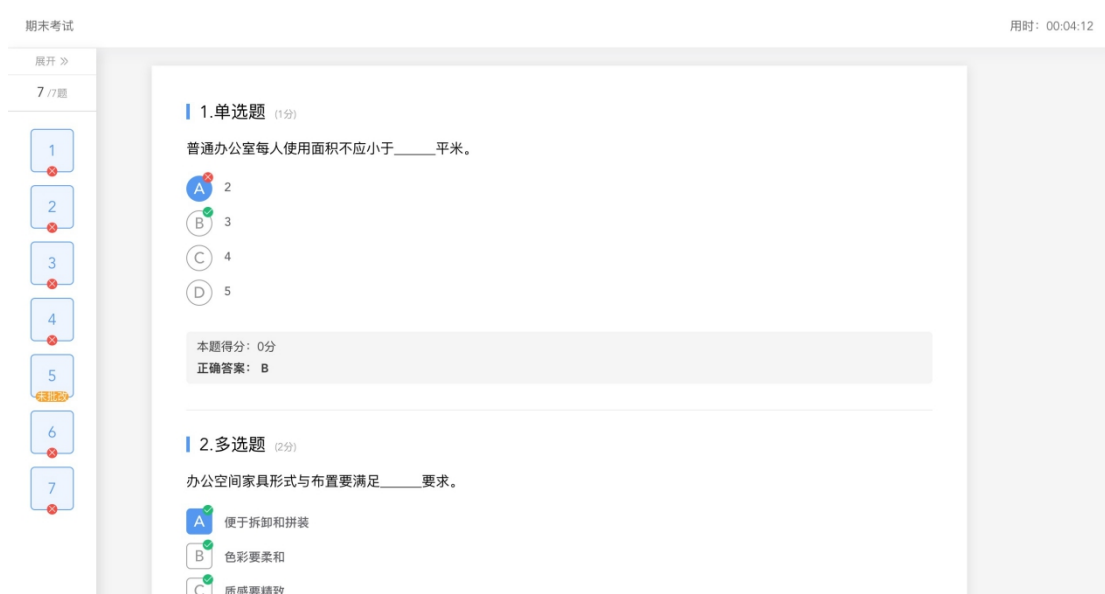 期末考试
用时：00:04:12
展开 »
7 /7题
1
2
3
4
5
未批改
6
7
1.单选题 (1分)
普通办公室每人使用面积不应小于______平米。
A 2
B 3
C 4
D 5
本题得分：0分
正确答案： B
2.多选题 (2分)
办公空间家具形式与布置要满足______要求。
A 便于拆卸和拼装
B 色彩要柔和
C 质感要精致